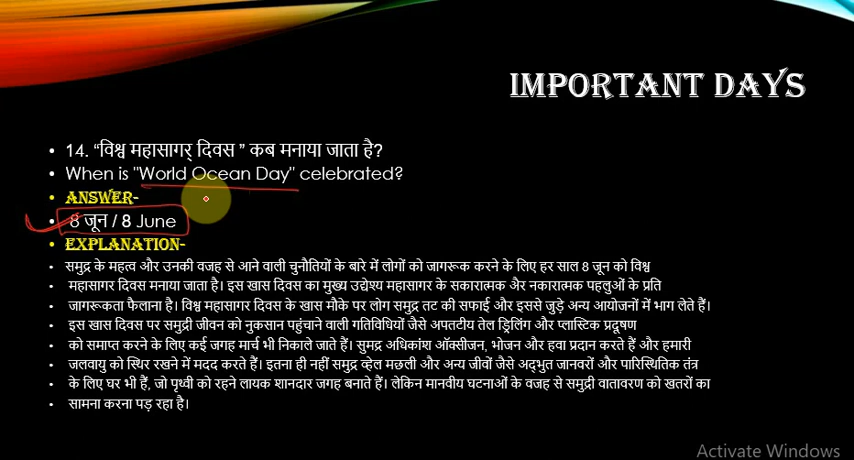 IMPORTANT DAYS
• 14. “विश्व महासागर् दिवस ” कब मनाया जाता है?
• When is "World Ocean Day" celebrated?
• ANSWER-
• 8 जून / 8 June
• EXPLANATION-
• समुद्र के महत्व और उनकी वजह से आने वाली चुनौतियों के बारे में लोगों को जागरूक करने के लिए हर साल 8 जून को विश्व
• महासागर दिवस मनाया जाता है। इस खास दिवस का मुख्य उद्येश्य महासागर के सकारात्मक और नकारात्मक पहलुओं के प्रति
• जागरूकता फैलाना है। विश्व महासागर दिवस के खास मौके पर लोग समुद्र तट की सफाई और इससे जुड़े अन्य आयोजनों में भाग लेते हैं।
• इस खास दिवस पर समुद्री जीवन को नुकसान पहुंचाने वाली गतिविधियों जैसे अपतटीय तेल ड्रिलिंग और प्लास्टिक प्रदूषण
• को समाप्त करने के लिए कई जगह मार्च भी निकाले जाते हैं। सुमद्र अधिकांश ऑक्सीजन, भोजन और हवा प्रदान करते हैं और हमारी
• जलवायु को स्थिर रखने में मदद करते हैं। इतना ही नहीं समुद्र व्हेल मछली और अन्य जीवों जैसे अद्भुत जानवरों और पारिस्थितिक तंत्र
• के लिए घर भी हैं, जो पृथ्वी को रहने लायक शानदार जगह बनाते हैं। लेकिन मानवीय घटनाओं के वजह से समुद्री वातावरण को खतरों का
• सामना करना पड़ रहा है।
Activate Windows